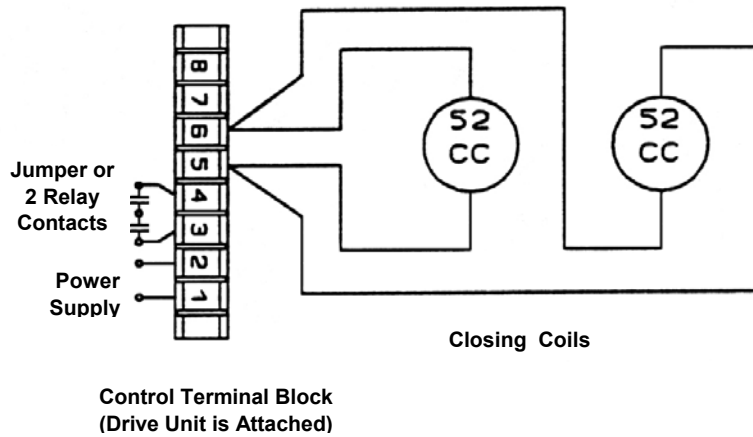 8
7
6
5
4
3
2
1
Jumper or
2 Relay
Contacts
Power
Supply
52
CC
52
CC
Closing Coils
Control Terminal Block
(Drive Unit is Attached)